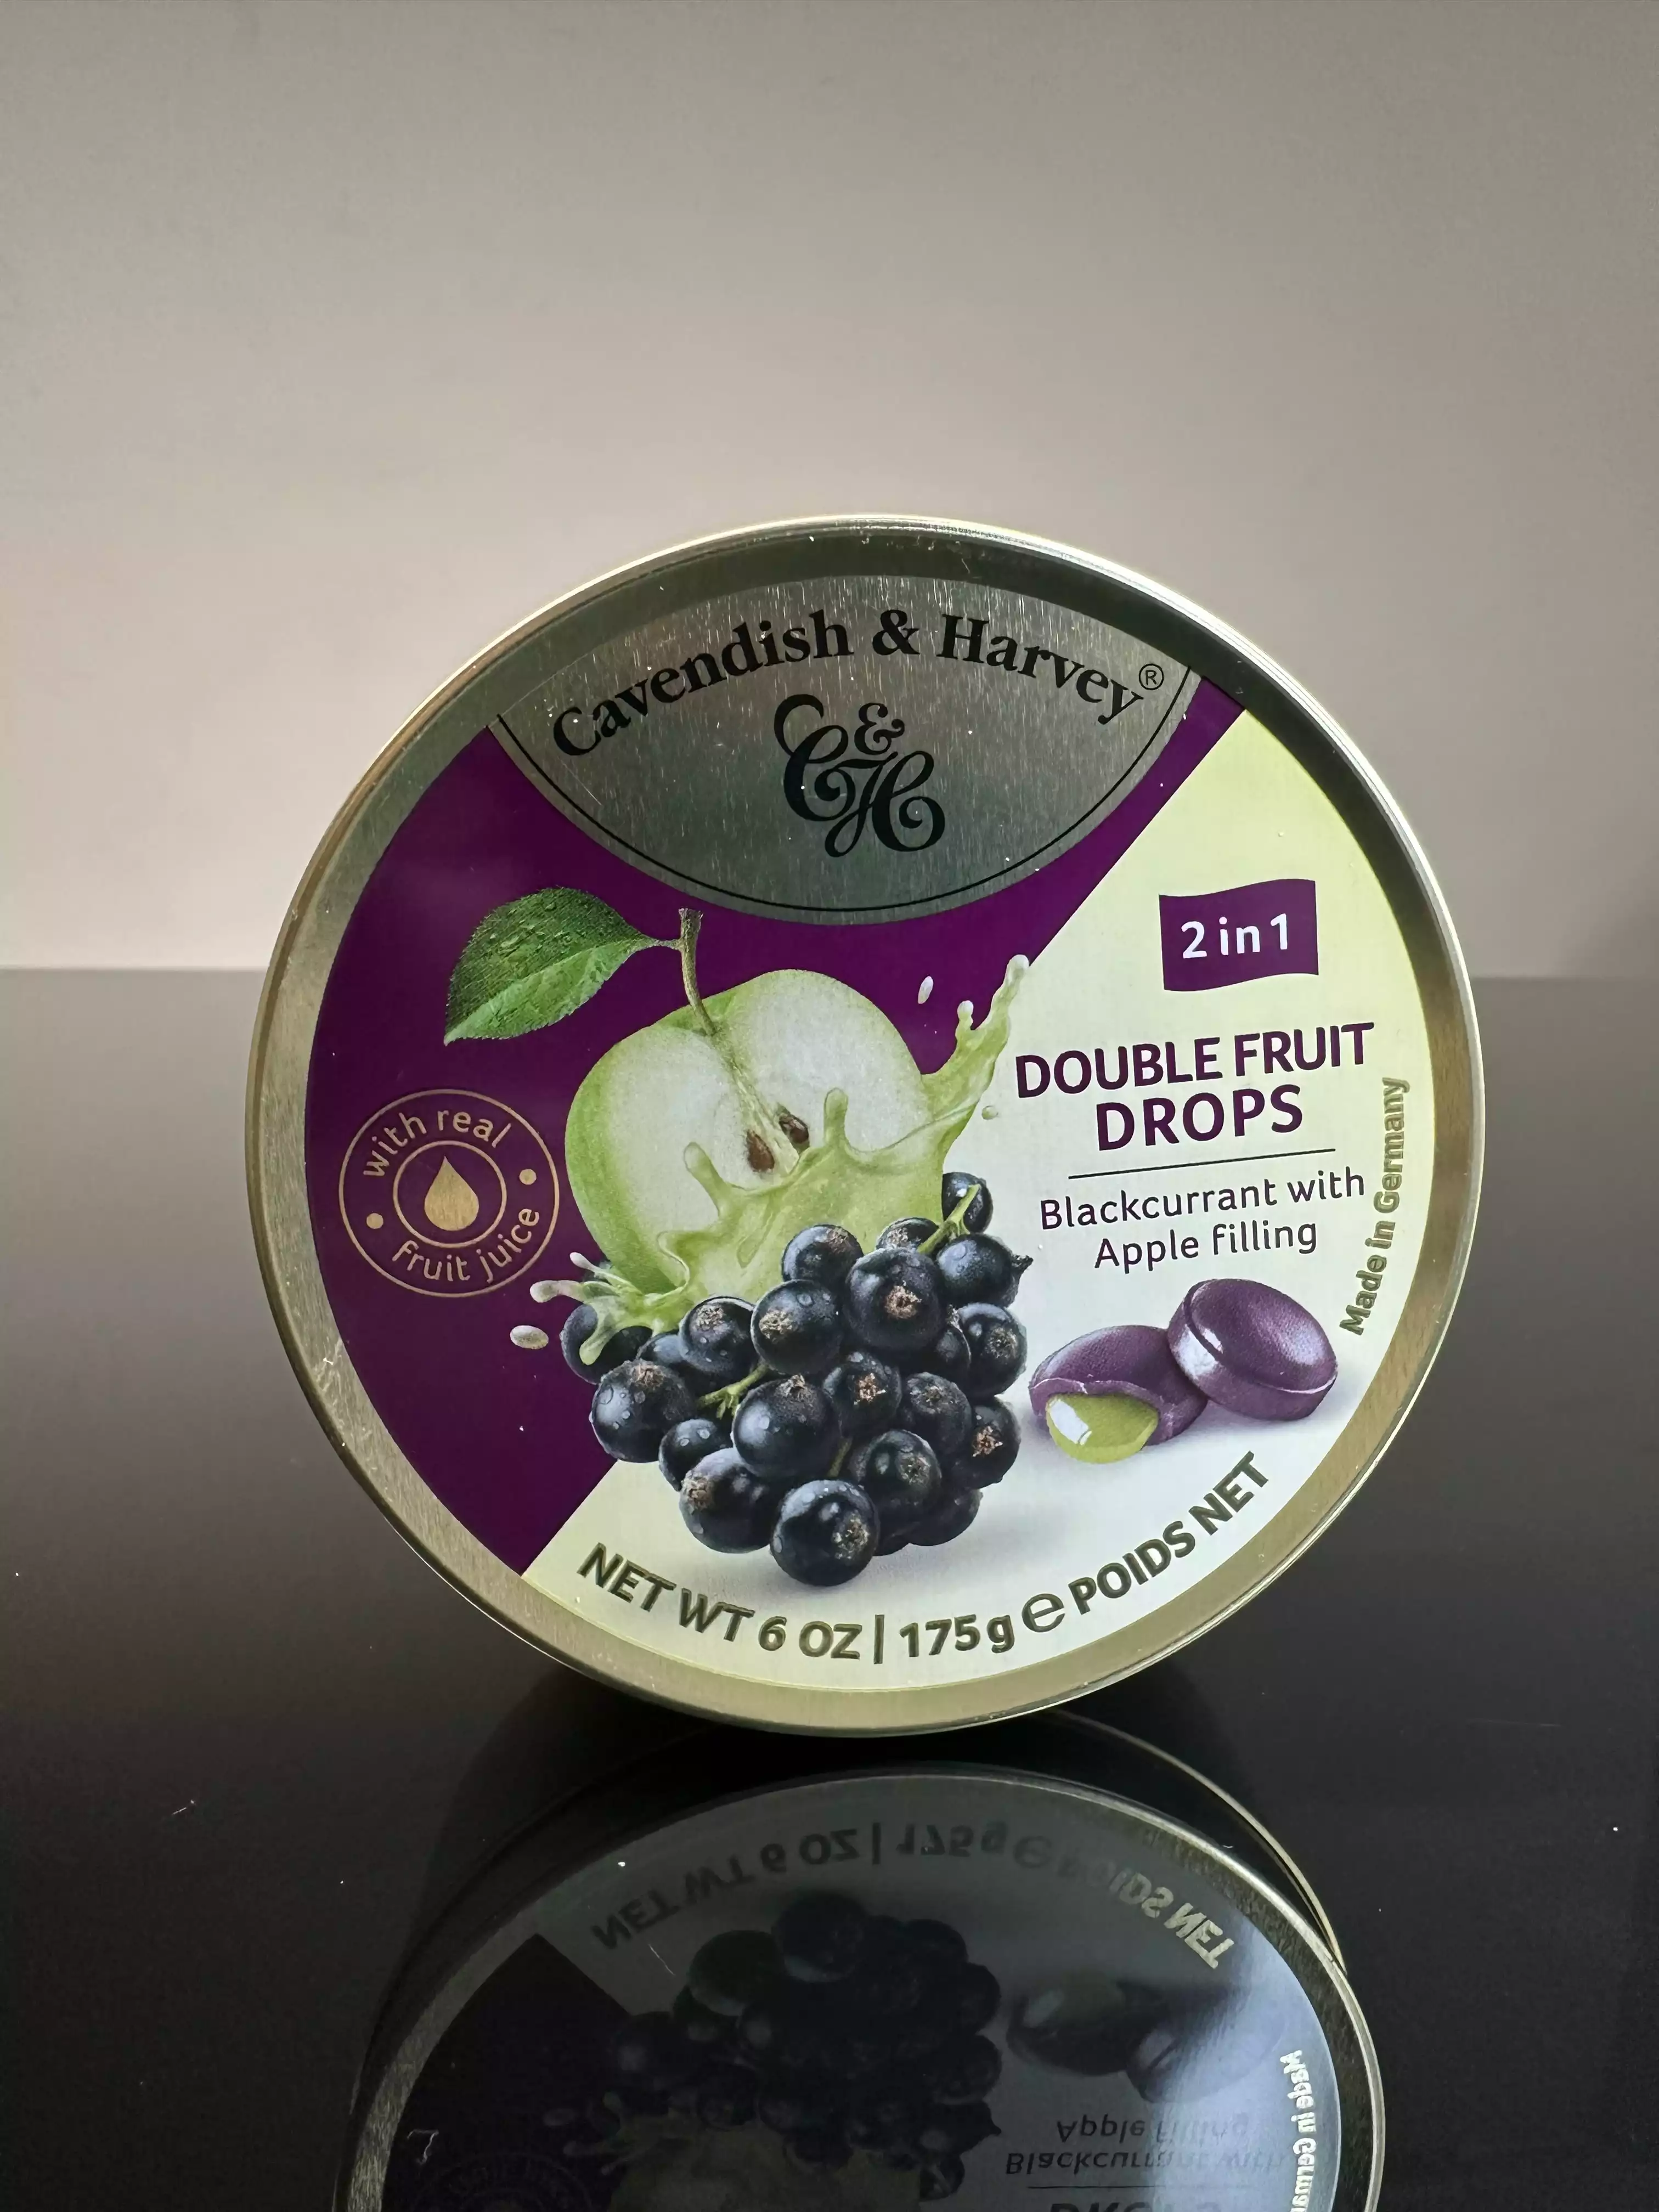 Cavendish & Harvey®
C&H
2 in 1
DOUBLE FRUIT
DROPS
Blackcurrant with
Apple filling
Made in Germany
with real
fruit juice
NET WT 6 OZ | 175 g e POIDS NET